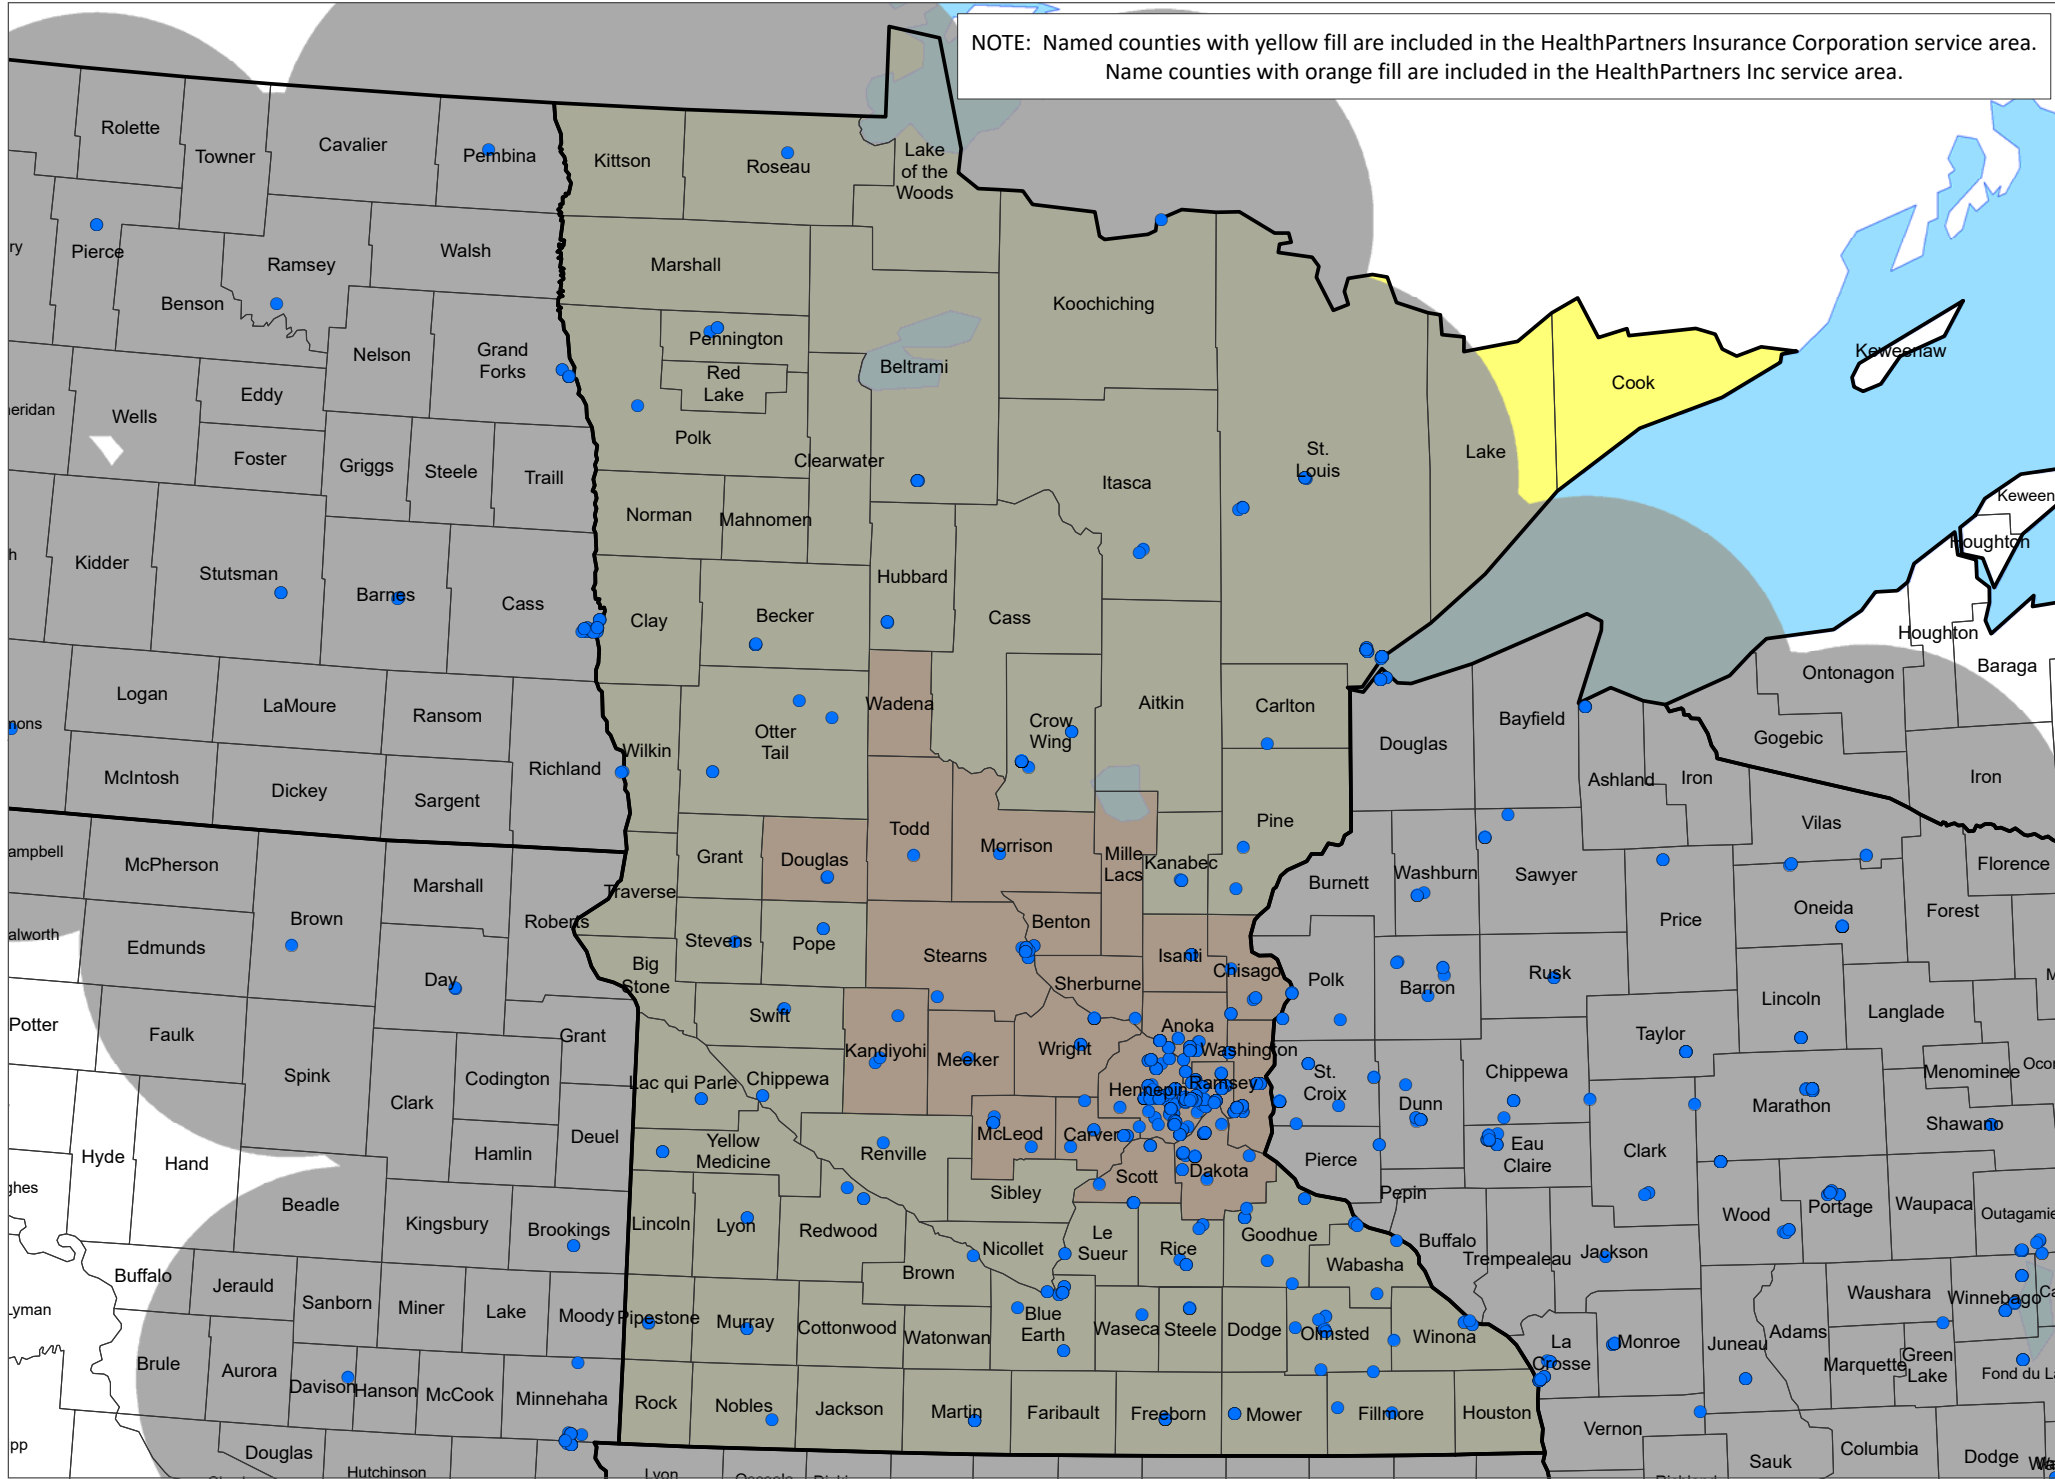 NOTE: Named counties with yellow fill are included in the HealthPartners Insurance Corporation service area.
Name counties with orange fill are included in the HealthPartners Inc service area.
Rolette
Towner
Cavalier
Pembina
Kittson
Roseau
Lake
of the
Woods
Pierce
ry
Benson
Ramsey
Walsh
Marshall
Koochiching
Nelson
Grand
Forks
Pennington
Red
Lake
Beltrami
Keweenaw
Cook
eridan
Wells
Eddy
Foster
Griggs
Steele
Traill
Polk
Clearwater
Itasca
St.
Louis
Lake
Norman
Mahnomen
Keween
Houghton
h
Kidder
Stutsman
Barnes
Cass
Clay
Becker
Hubbard
Cass
Houghton
Baraga
Ontonagon
Logan
LaMoure
Ransom
Wadena
Aitkin
Carlton
Bayfield
Douglas
mons
Otter
Tail
Crow
Wing
Gogebic
Wilkin
Richland
McIntosh
Dickey
Sargent
Ashland
Iron
Iron
Pine
Vilas
Todd
Morrison
ampbell
McPherson
Marshall
Grant
Douglas
Mille
Lacs
Kanabec
Burnett
Washburn
Sawyer
Florence
Traverse
Roberts
Brown
alworth
Edmunds
Stevens
Pope
Benton
Price
Oneida
Forest
Big
Stone
Stearns
Isanti
Chisago
Polk
Barron
Rusk
Day
Sherburne
Lincoln
Langlade
Potter
Faulk
Grant
Swift
Anoka
Taylor
Spink
Codington
Kandiyohi
Meeker
Wright
Washington
Lac qui Parle
Chippewa
Hennepin
Ramsey
St.
Croix
Chippewa
Menominee
Ocor
Clark
Dunn
Marathon
Shawano
Deuel
McLeod
Carver
Yellow
Medicine
Renville
Hamlin
Eau
Claire
Clark
Hyde
Hand
Pierce
ghes
Scott
Dakota
Sibley
Pepin
Beadle
Kingsbury
Brookings
Lincoln
Lyon
Redwood
Wood
Portage
Waupaca
Outagamie
Le
Sueur
Rice
Goodhue
Nicollet
Buffalo
Trempealeau
Jackson
Wabasha
Brown
Buffalo
Jerauld
Sanborn
Miner
Lake
Moody
Pipestone
Murray
Cottonwood
Watonwan
Blue
Earth
Waseca
Steele
Dodge
Olmsted
Winona
Waushara
Winnebago
Ca
Lyman
La
Crosse
Monroe
Juneau
Adams
Marquette
Green
Lake
Fond du La
Brule
Aurora
Davison
Hanson
McCook
Minnehaha
Rock
Nobles
Jackson
Martin
Faribault
Freeborn
Mower
Fillmore
Houston
Vernon
Columbia
Dodge
Sauk
pp
Douglas
Hutchinson
Lyon